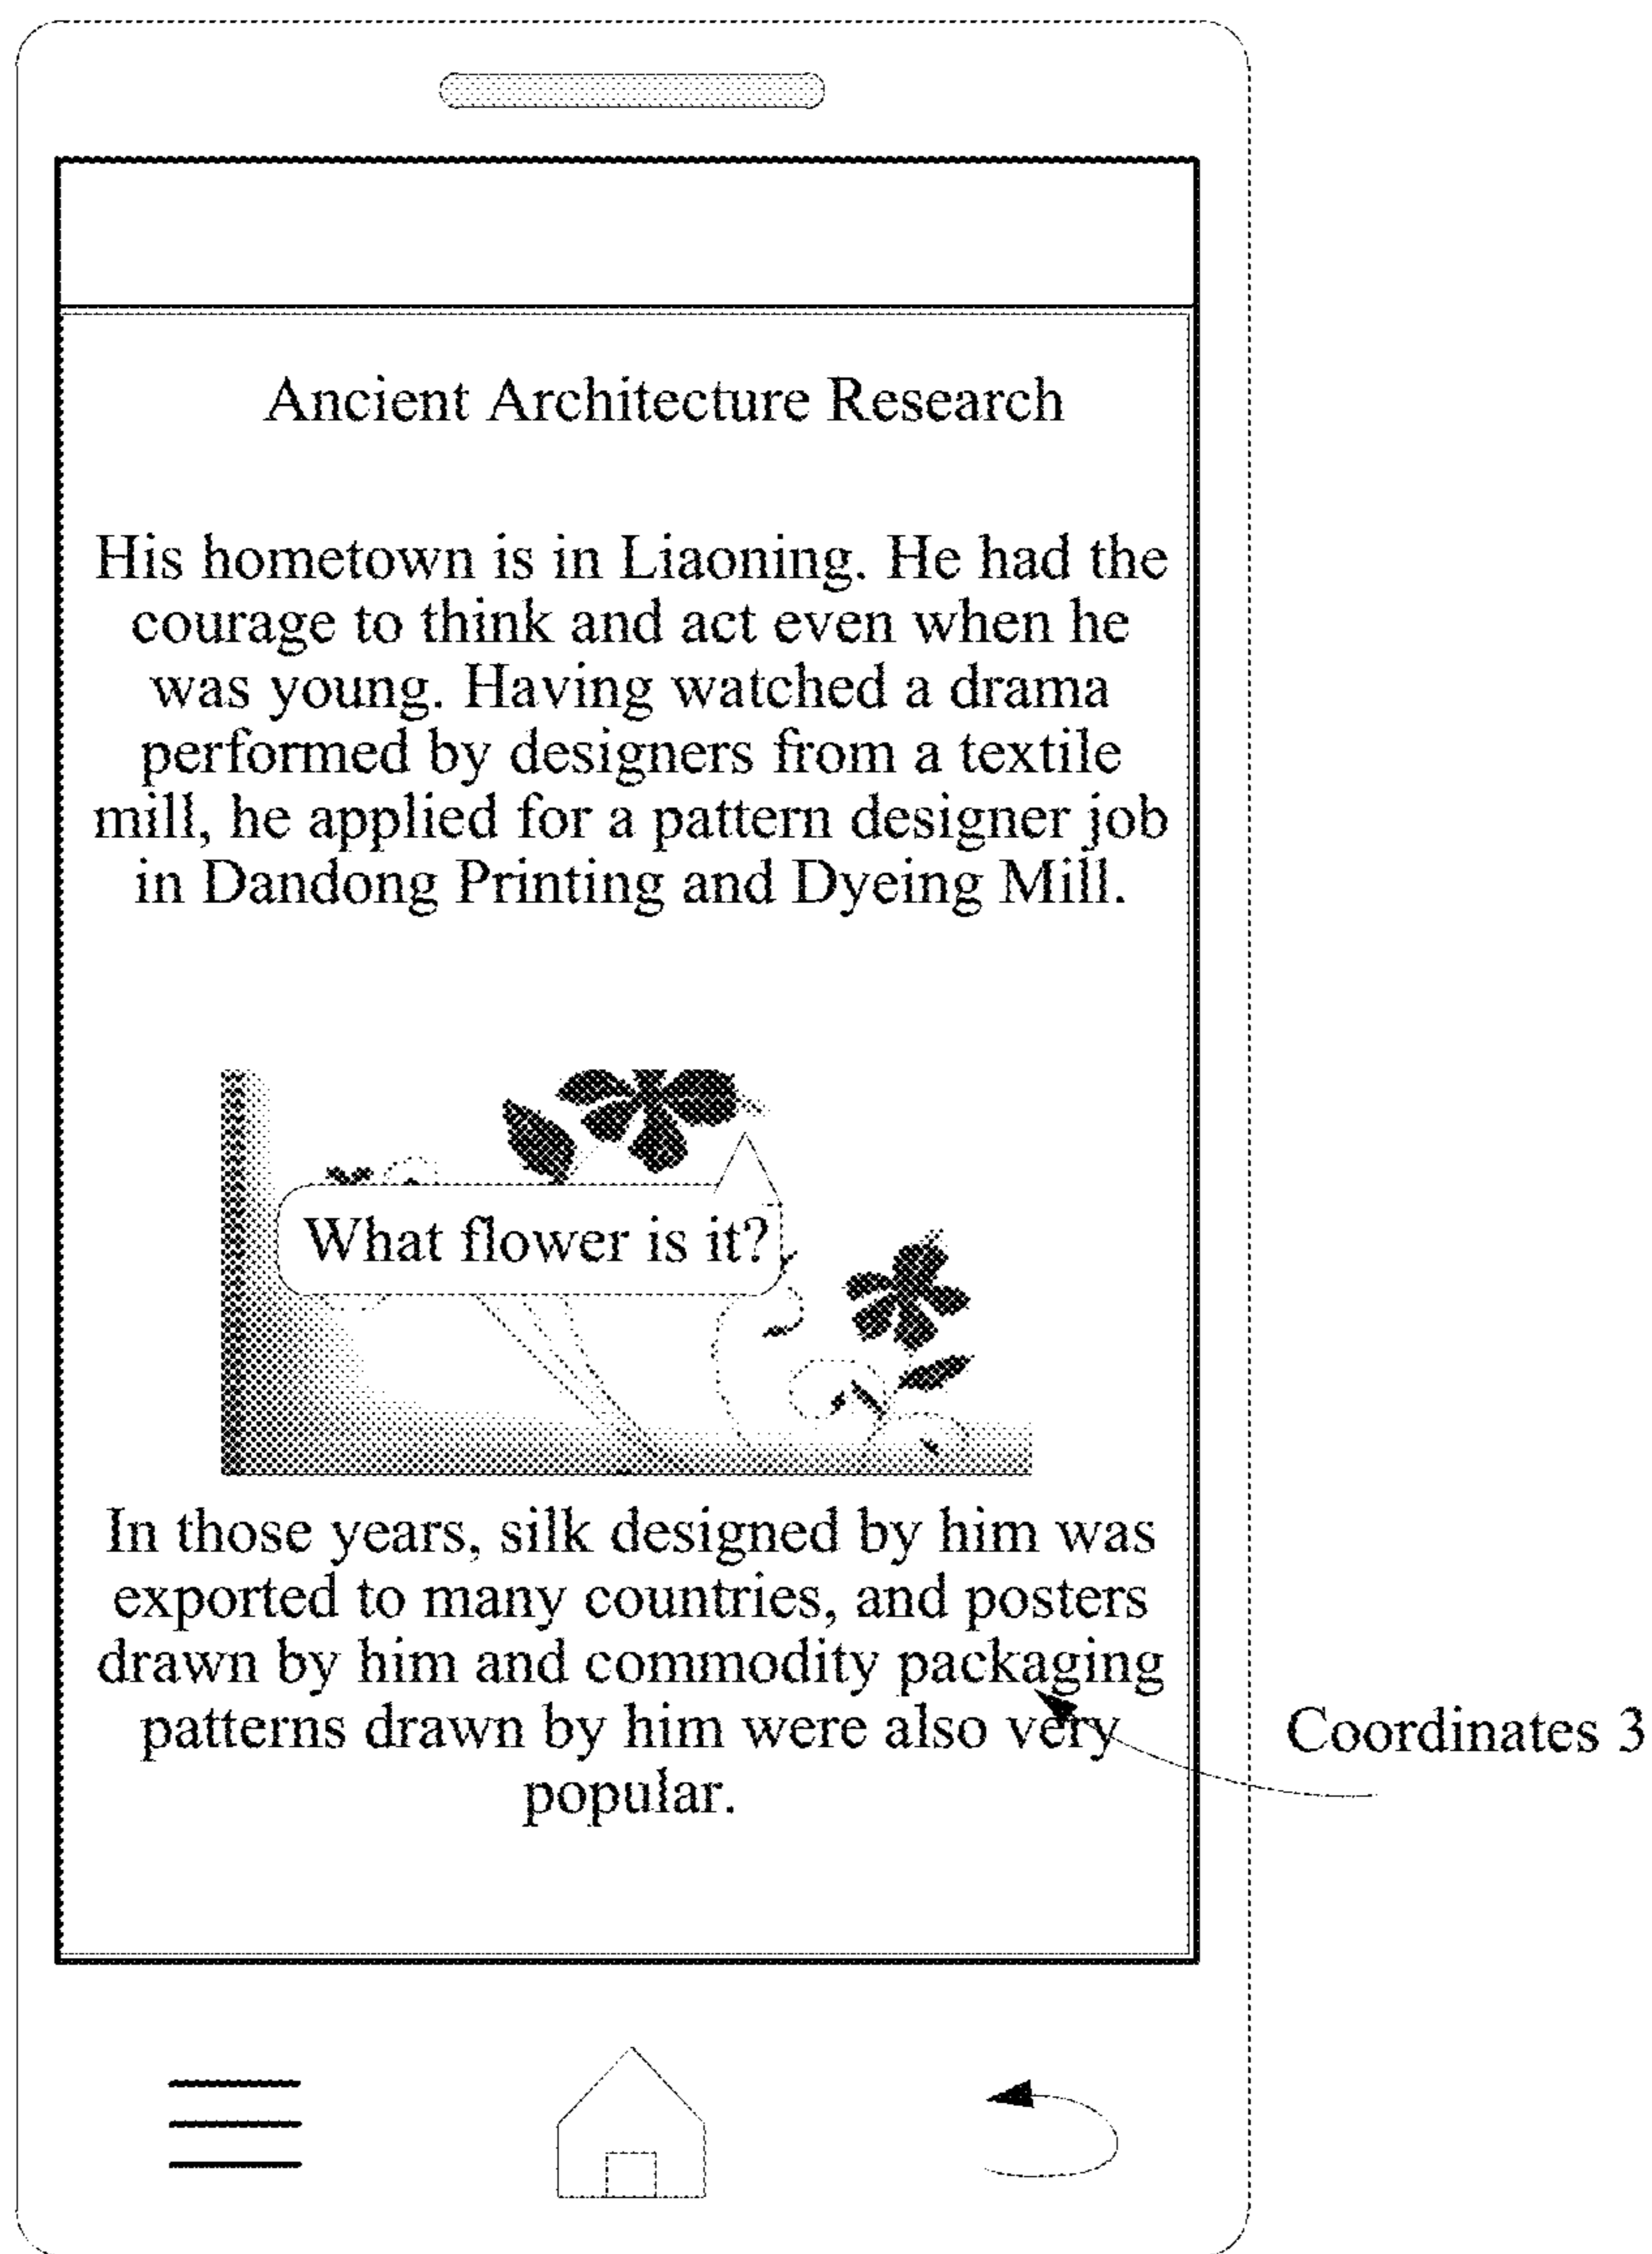 Ancient Architecture Research
His hometown is in Liaoning. He had the
courage to think and act even when he
was young. Having watched a drama
performed by designers from a textile
mill, he applied for a pattern designer job
in Dandong Printing and Dyeing Mill.
What flower is it?
In those years, silk designed by him was
exported to many countries, and posters
drawn by him and commodity packaging
patterns drawn by him were also very
popular.
Coordinates 3